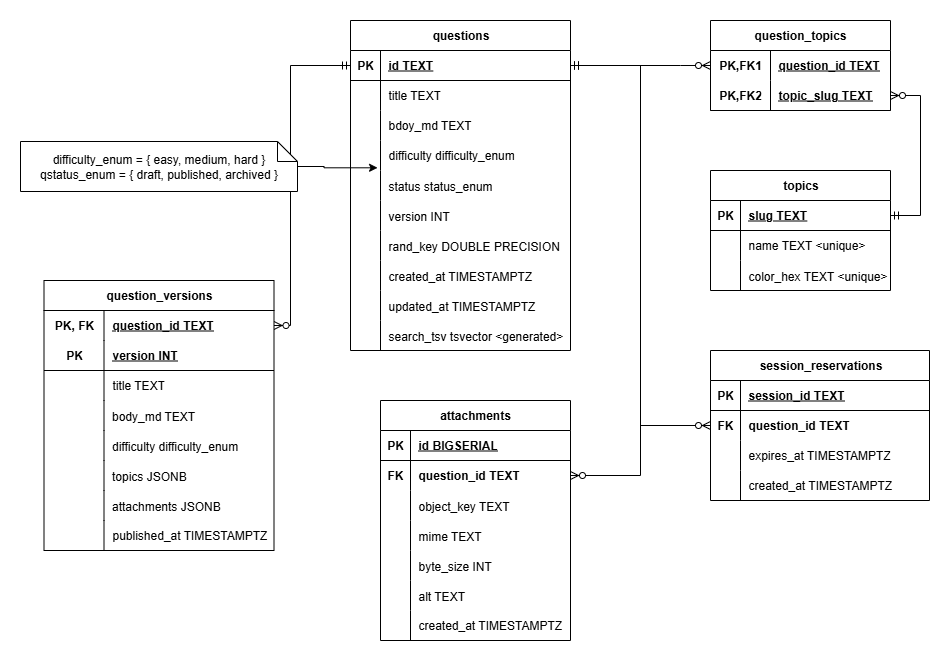 questions
PK id TEXT
title TEXT
bdoy_md TEXT
difficulty difficulty_enum
status status_enum
version INT
rand_key DOUBLE PRECISION
created_at TIMESTAMPTZ
updated_at TIMESTAMPTZ
search_tsv tsvector <generated>
question_topics
PK,FK1 question_id TEXT
PK,FK2 topic_slug TEXT
difficulty_enum = { easy, medium, hard }
qstatus_enum = { draft, published, archived }
topics
PK slug TEXT
name TEXT <unique>
color_hex TEXT <unique>
question_versions
PK, FK question_id TEXT
PK version INT
title TEXT
body_md TEXT
difficulty difficulty_enum
topics JSONB
attachments JSONB
published_at TIMESTAMPTZ
attachments
PK id BIGSERIAL
FK question_id TEXT
object_key TEXT
mime TEXT
byte_size INT
alt TEXT
created_at TIMESTAMPTZ
session_reservations
PK session_id TEXT
FK question_id TEXT
expires_at TIMESTAMPTZ
created_at TIMESTAMPTZ